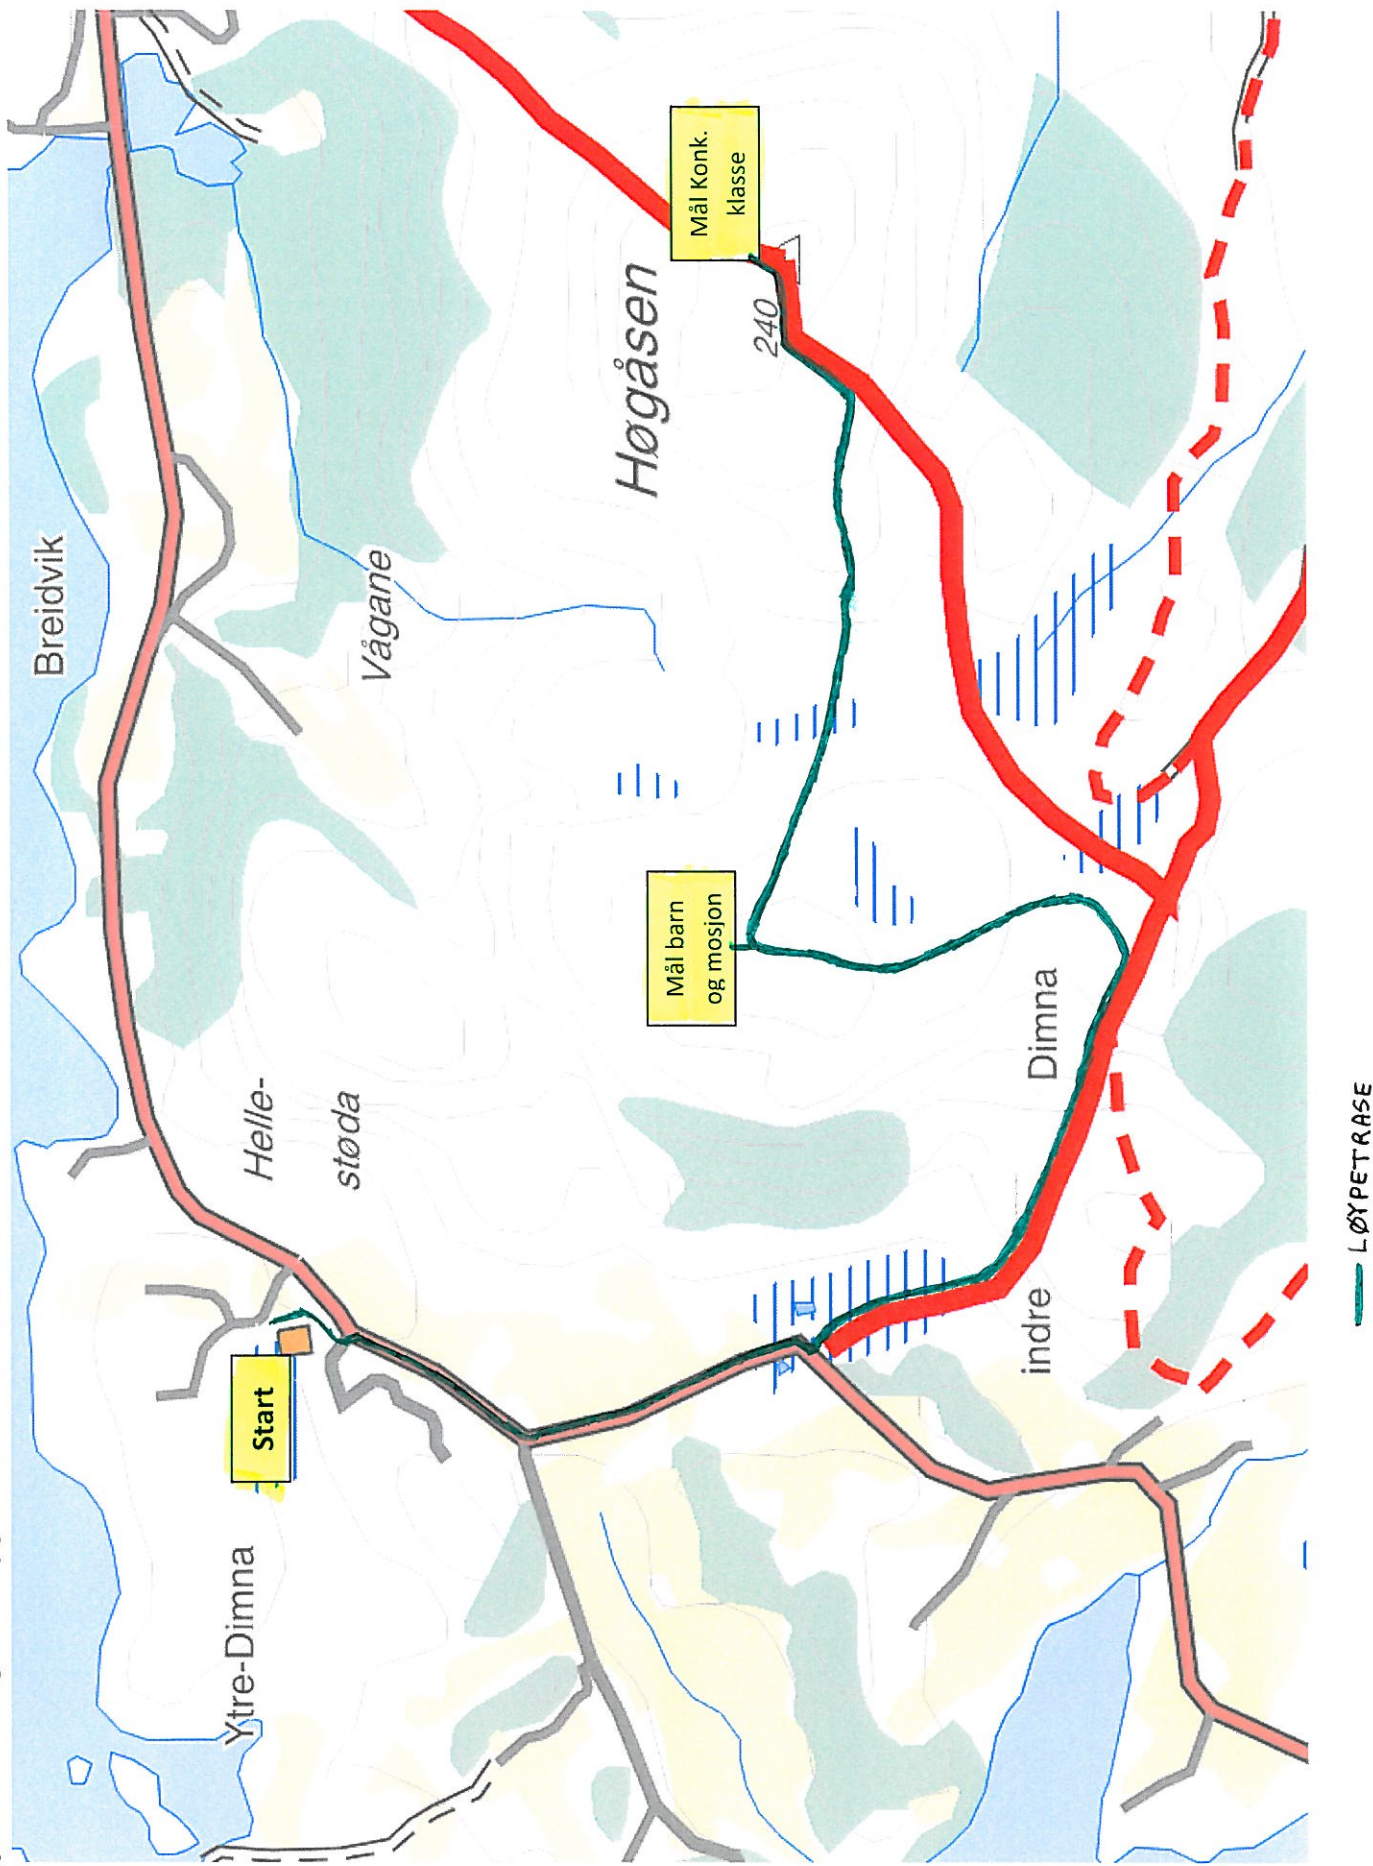 Breidvik
Vågane
Høgåsen
240
Mål Konk.
klasse
Mål barn
og mosjon
Helle-
støda
Start
Ytre-Dimna
indre
Dimna
LØYPETRASE